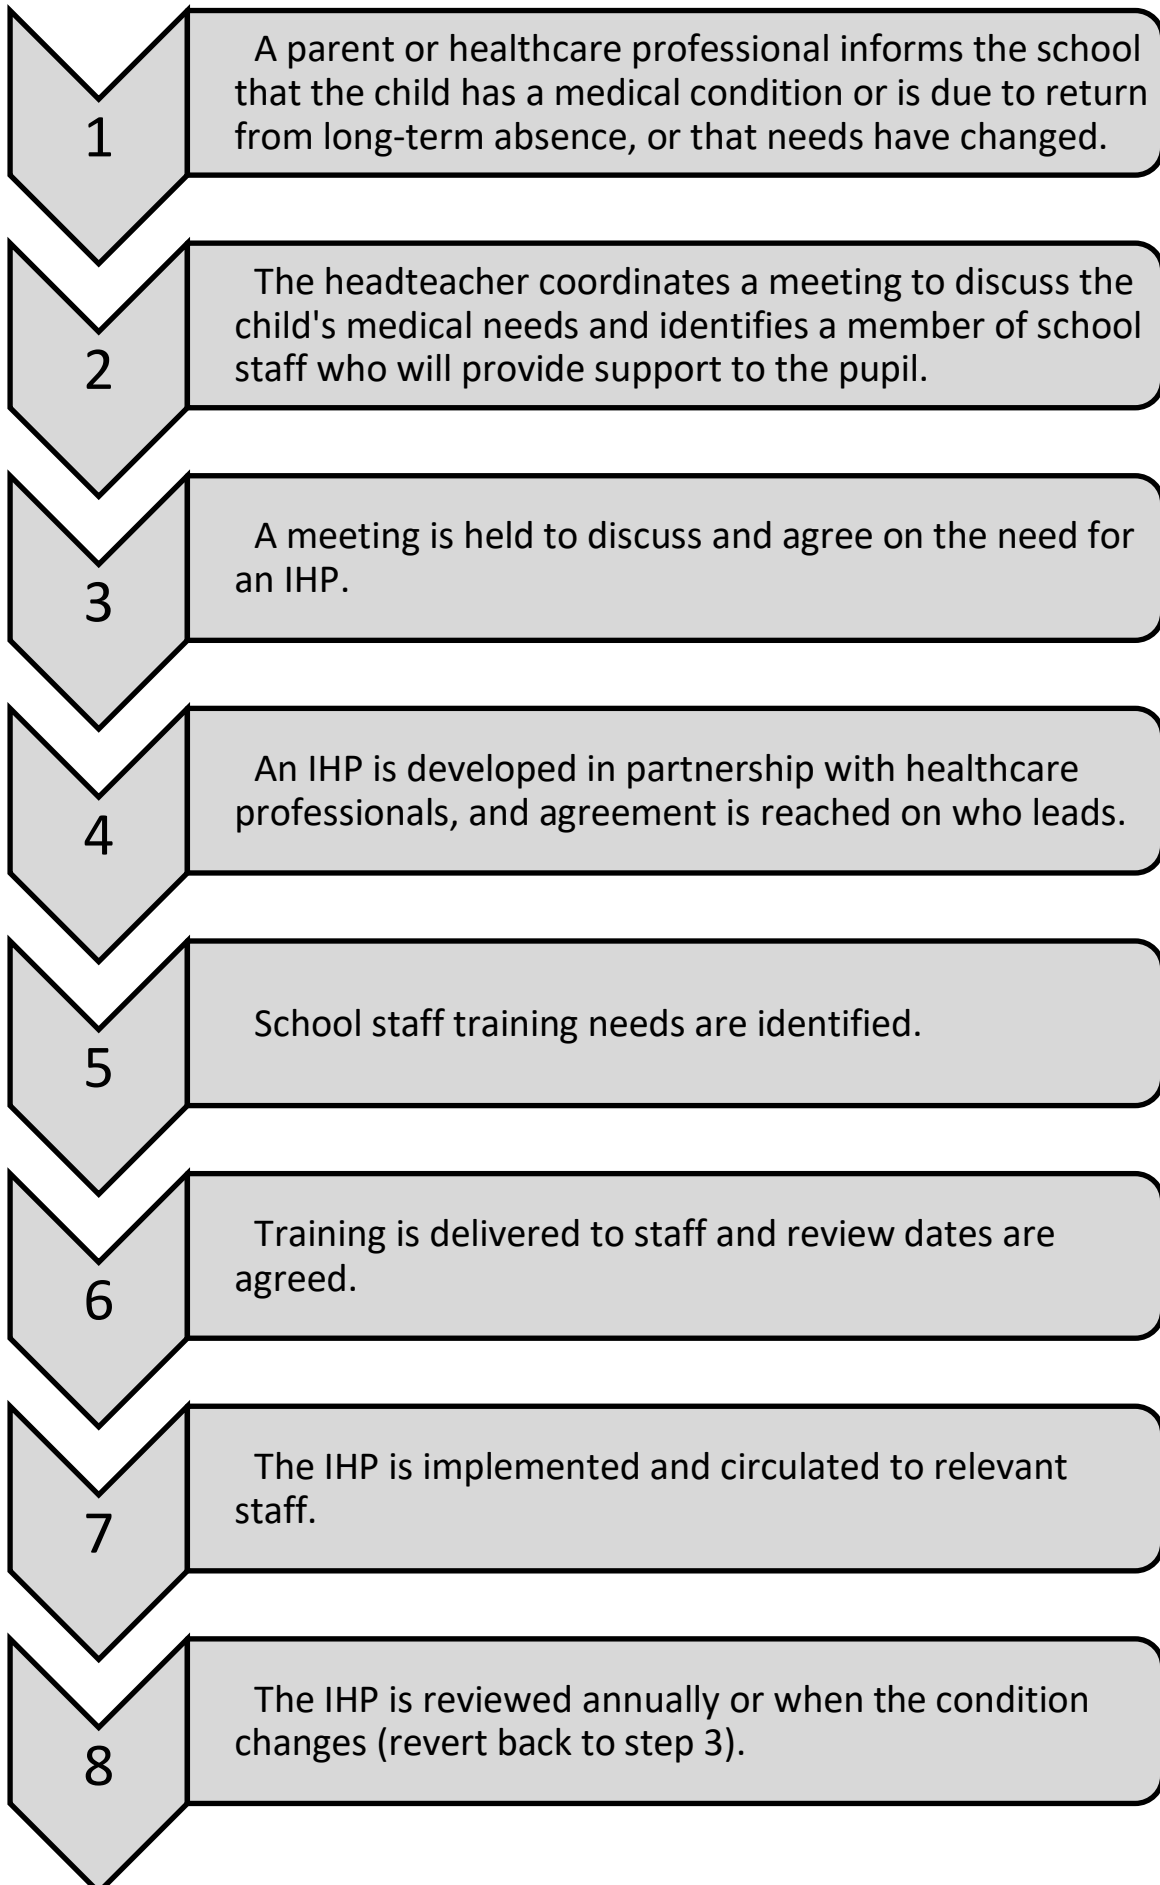 1
A parent or healthcare professional informs the school
that the child has a medical condition or is due to return
from long-term absence, or that needs have changed.
2
The headteacher coordinates a meeting to discuss the
child's medical needs and identifies a member of school
staff who will provide support to the pupil.
3
A meeting is held to discuss and agree on the need for
an IHP.
4
An IHP is developed in partnership with healthcare
professionals, and agreement is reached on who leads.
5
School staff training needs are identified.
6
Training is delivered to staff and review dates are
agreed.
7
The IHP is implemented and circulated to relevant
staff.
8
The IHP is reviewed annually or when the condition
changes (revert back to step 3).